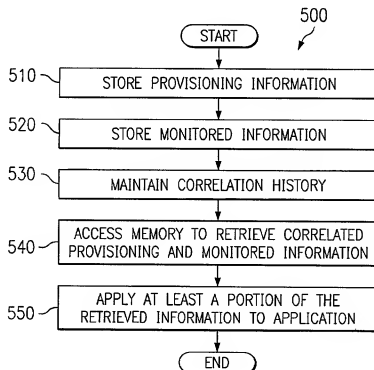 500
START
510
STORE PROVISIONING INFORMATION
520
STORE MONITORED INFORMATION
530
MAINTAIN CORRELATION HISTORY
540
ACCESS MEMORY TO RETRIEVE CORRELATED
PROVISIONING AND MONITORED INFORMATION
550
APPLY AT LEAST A PORTION OF THE
RETRIEVED INFORMATION TO APPLICATION
END